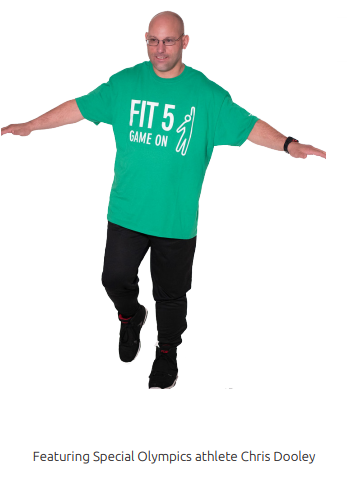 FIT 5
GAME ON
Featuring Special Olympics athlete Chris Dooley